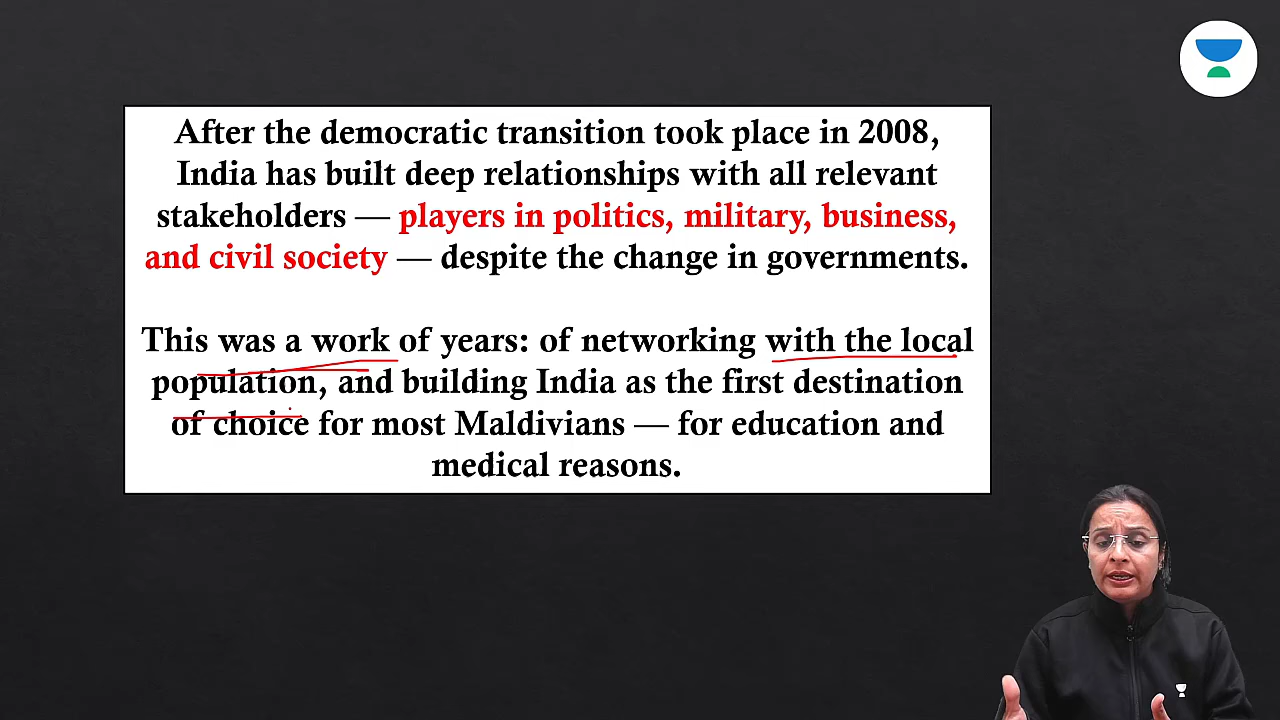 After the democratic transition took place in 2008,
India has built deep relationships with all relevant
stakeholders — players in politics, military, business,
and civil society — despite the change in governments.
This was a work of years: of networking with the local
population, and building India as the first destination
of choice for most Maldivians — for education and
medical reasons.